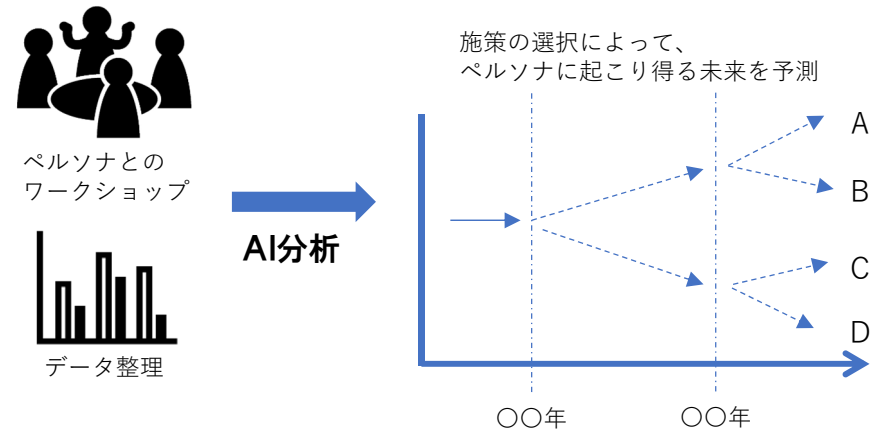 施策の選択によって、
ペルソナに起こり得る未来を予測
ペルソナとの
ワークショップ
AI分析
データ整理
A
B
C
D
〇〇年
〇〇年